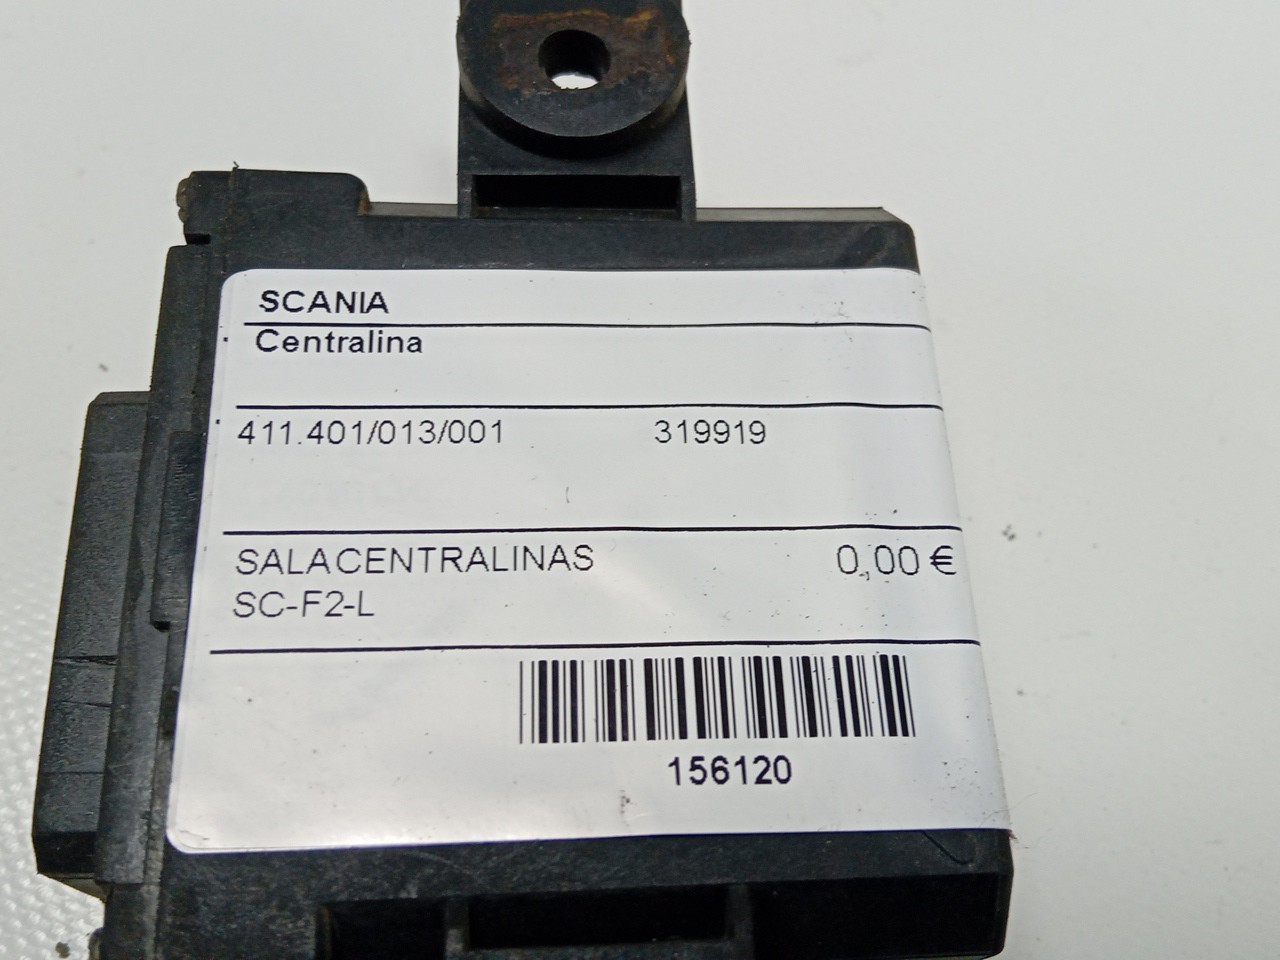 SCANIA
Centralina
411.401/013/001 319919
SALACENTRALINAS 0,00 €
SC-F2-L
156120